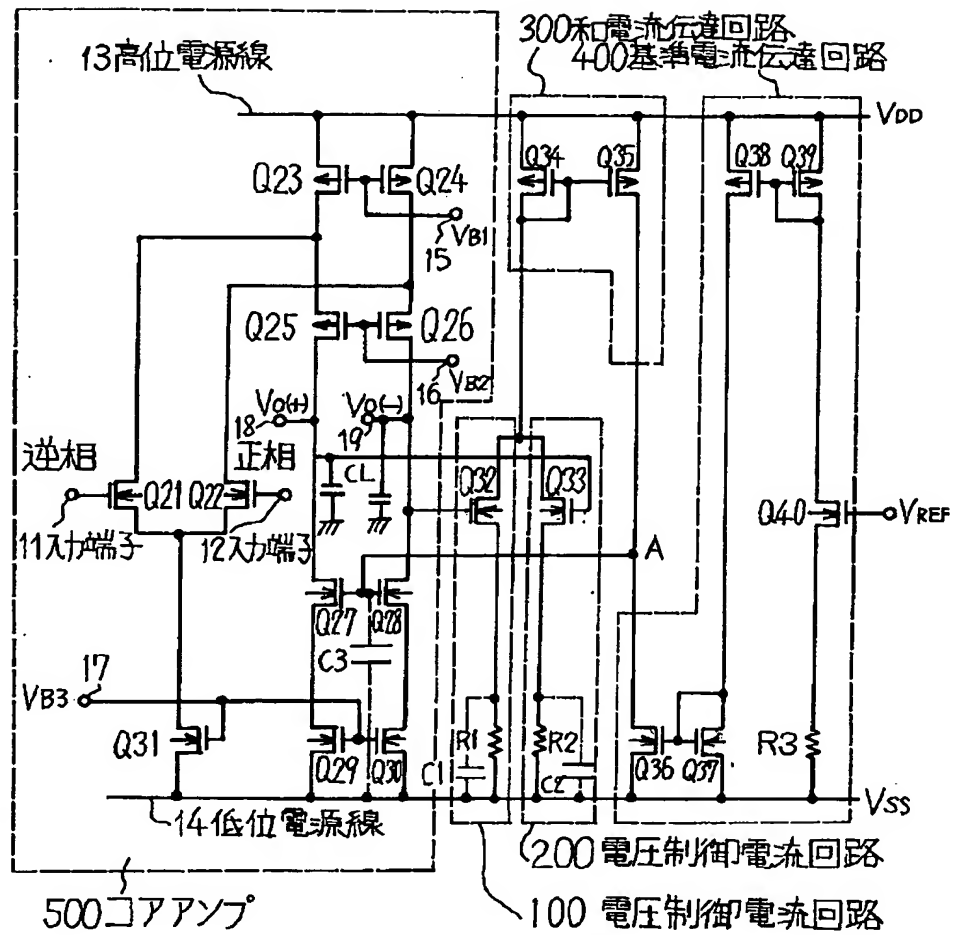 300和電流伝達回路
400基準電流伝達回路
13高位電源線
VDD
Q34
Q35
Q38
Q39
Q23
Q24
VB1
15
Q25
Q26
VB2
16
VO(+)
VO(-)
18
19
CL
逆相
正相
Q21
Q22
Q32
Q33
Q40
VREF
11入力端子
12入力端子
A
Q27
Q28
C3
17
VB3
Q31
Q29
Q30
R1
C1
R2
C2
Q36
Q37
R3
14低位電源線
VSS
200電圧制御電流回路
500コアアンプ
100電圧制御電流回路